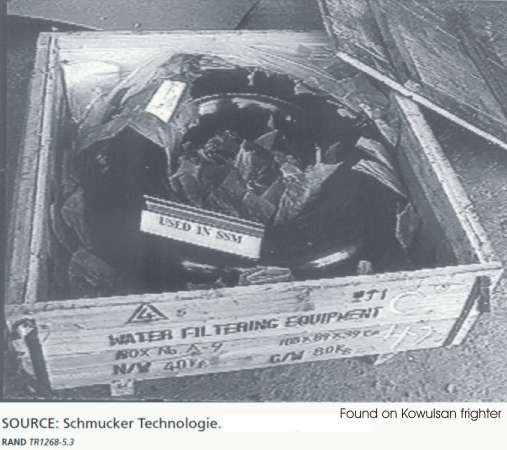 USED IN SSM
5
WATER FILTERING EQUIPMENT
BOX No 9
N/W 40KG
G/W 80KG
Found on Kowulsan frighter
SOURCE: Schmucker Technologie.
RAND TR1268-5.3